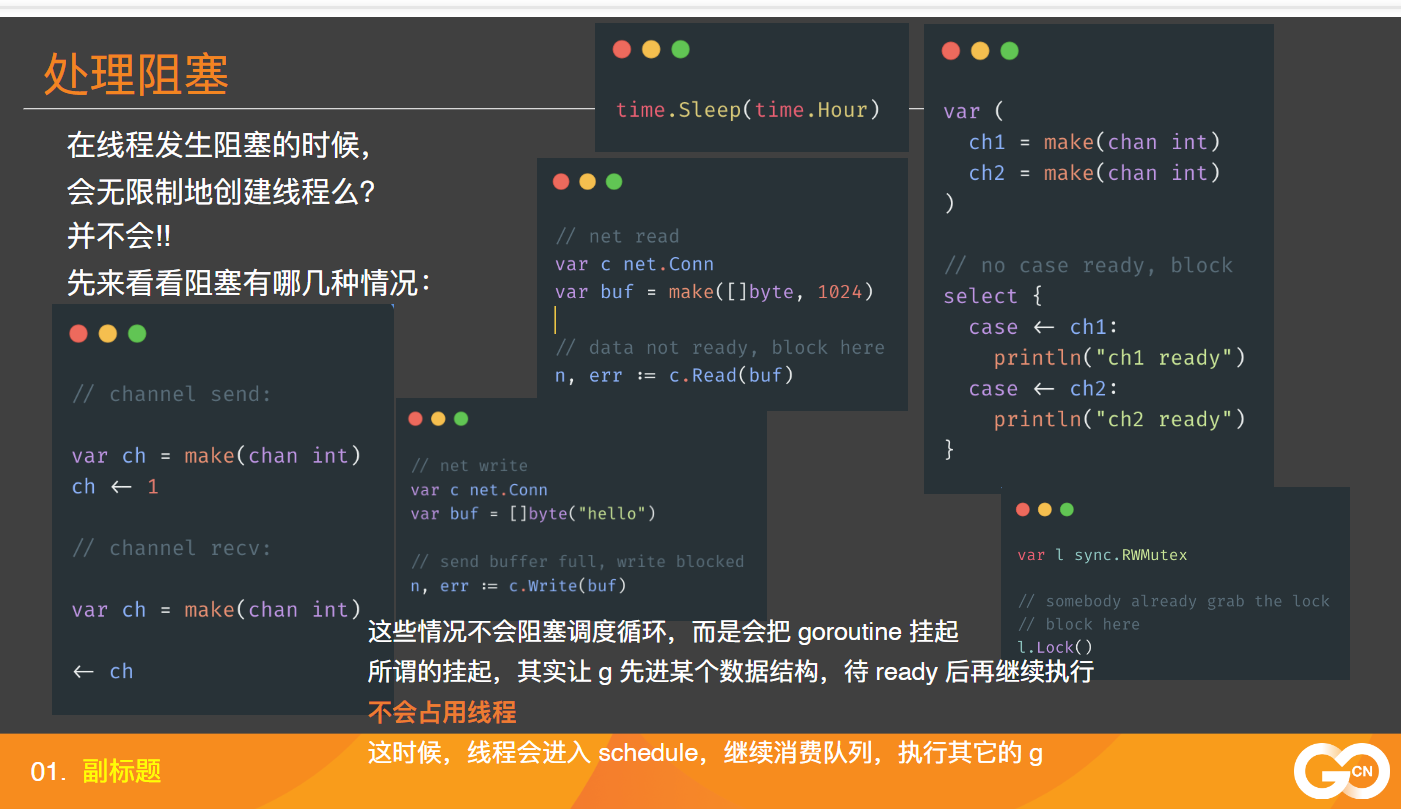 处理阻塞
在线程发生阻塞的时候，
会无限制地创建线程么?
并不会!!
先来看看阻塞有哪几种情况：
// channel send:
var ch = make(chan int)
ch <- 1
// channel recv:
var ch = make(chan int)
<- ch
time.Sleep(time.Hour)
// net read
var c net.Conn
var buf = make([]byte, 1024)
// data not ready, block here
n, err := c.Read(buf)
// net write
var c net.Conn
var buf = []byte("hello")
// send buffer full, write blocked
n, err := c.Write(buf)
var (
ch1 = make(chan int)
ch2 = make(chan int)
)
// no case ready, block
select {
case <- ch1:
println("ch1 ready")
case <- ch2:
println("ch2 ready")
}
var l sync.RWMutex
// somebody already grab the lock
// block here
l.Lock()
这些情况不会阻塞调度循环，而是会把 goroutine 挂起
所谓的挂起，其实让 g 先进某个数据结构，待 ready 后再继续执行
不会占用线程
这时候，线程会进入 schedule，继续消费队列，执行其它的 g
01. 副标题
GO CN